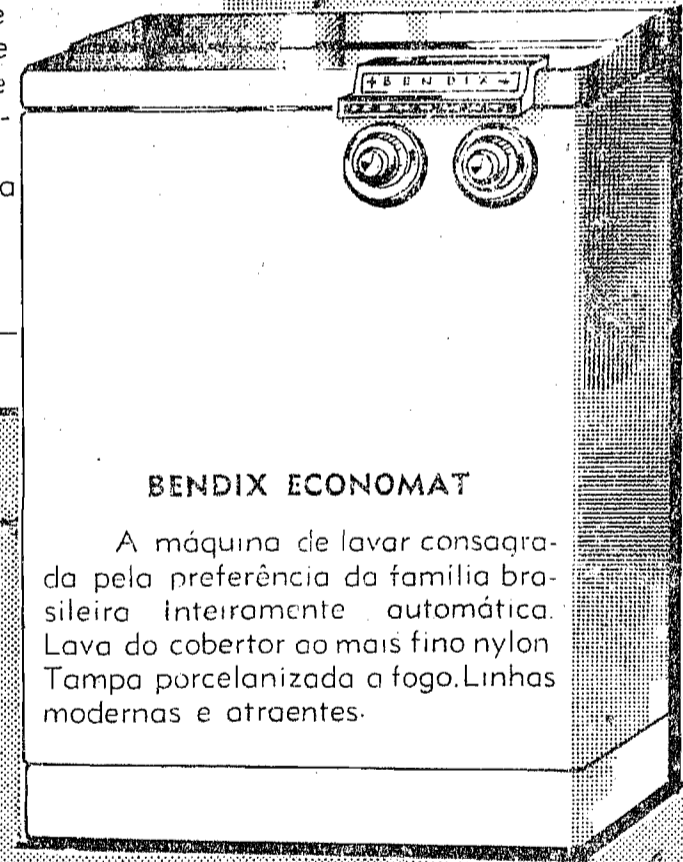 e
e
e
a
+ BENDIX +
BENDIX ECONOMAT
A máquina de lavar consagra-
da pela preferência da família bra-
sileira Inteiramente automática.
Lava do cobertor ao mais fino nylon
Tampa porcelanizada a fogo. Linhas
modernas e atraentes.